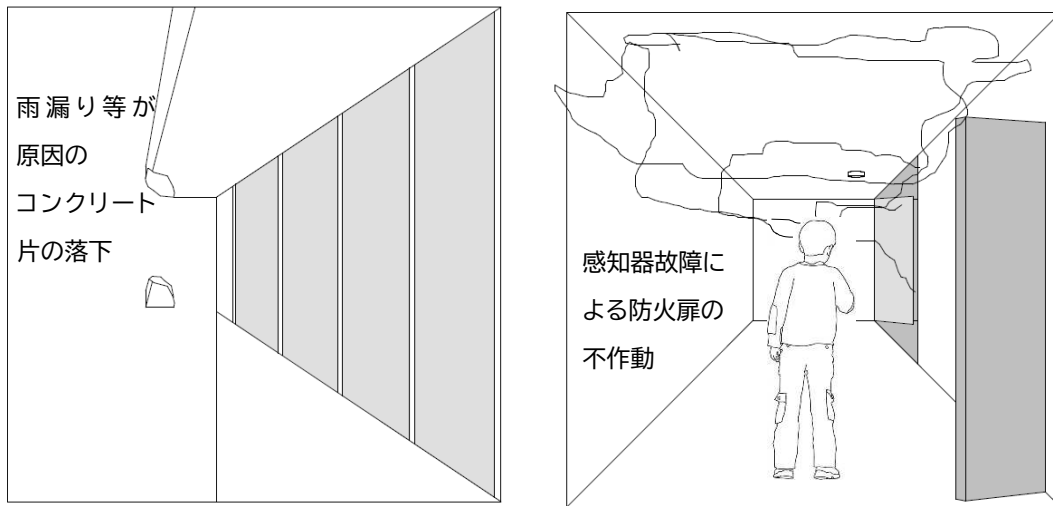 雨漏り等が
原因の
コンクリート
片の落下
感知器故障に
よる防火扉の
不作動